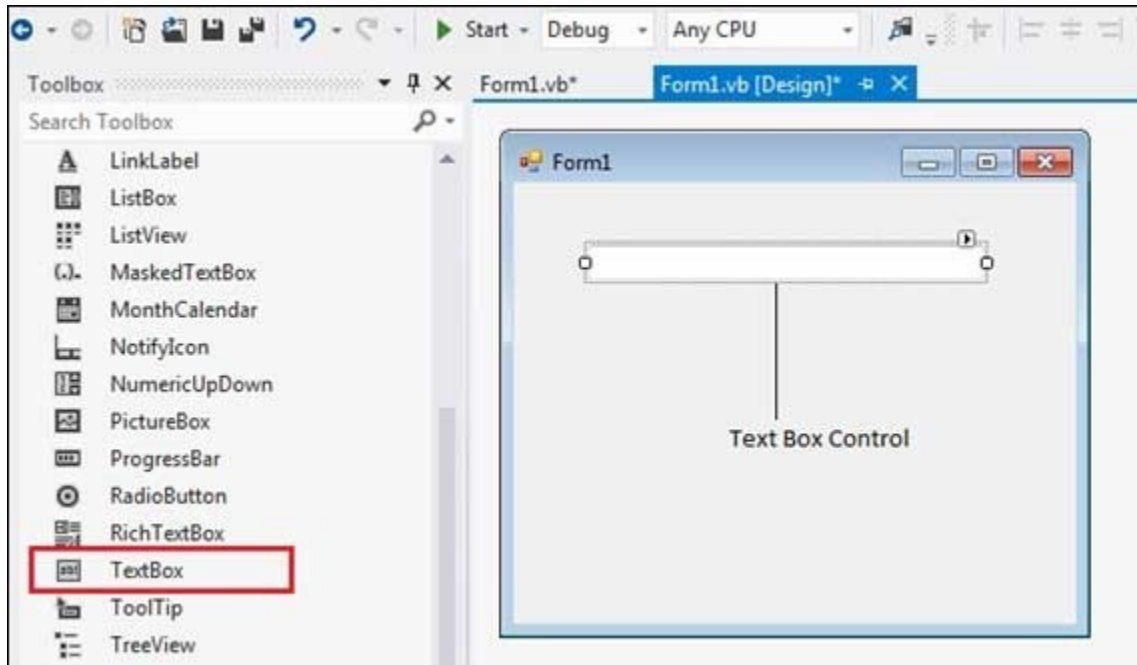 Start Debug Any CPU
Toolbox
Form1.vb* Form1.vb [Design]*
Search Toolbox
LinkLabel
ListBox
ListView
MaskedTextBox
MonthCalendar
NotifyIcon
NumericUpDown
PictureBox
ProgressBar
RadioButton
RichTextBox
TextBox
ToolTip
TreeView
Form1
Text Box Control